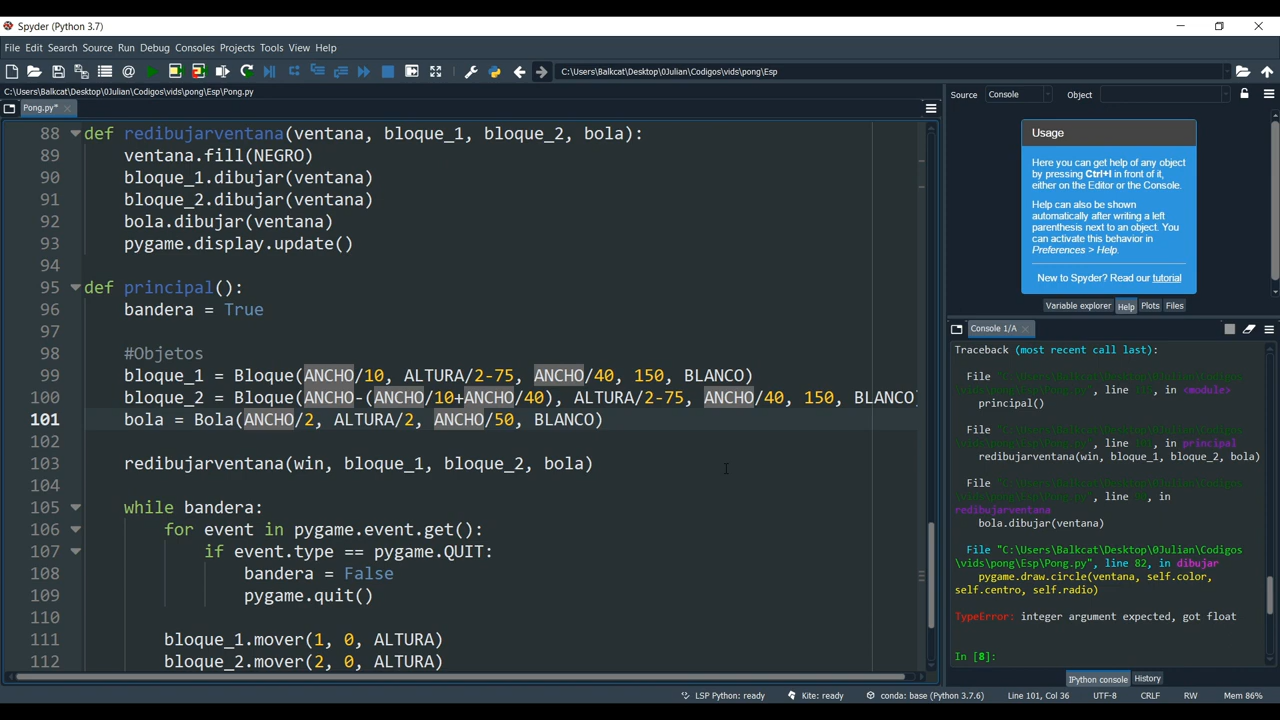 Spyder (Python 3.7)
File Edit Search Source Run Debug Consoles Projects Tools View Help
C:\Users\Balkcat\Desktop\0Julian\Codigos\vids\pong\Esp
C:\Users\Balkcat\Desktop\0Julian\Codigos\vids\pong\Esp\Pong.py
Pong.py*
88 def redibujarventana(ventana, bloque_1, bloque_2, bola):
89 ventana.fill(NEGRO)
90 bloque_1.dibujar(ventana)
91 bloque_2.dibujar(ventana)
92 bola.dibujar(ventana)
93 pygame.display.update()
94
95 def principal():
96 bandera = True
97
98 #Objetos
99 bloque_1 = Bloque(ANCHO/10, ALTURA/2-75, ANCHO/40, 150, BLANCO)
100 bloque_2 = Bloque(ANCHO-(ANCHO/10+ANCHO/40), ALTURA/2-75, ANCHO/40, 150, BLANCO)
101 bola = Bola(ANCHO/2, ALTURA/2, ANCHO/50, BLANCO)
102
103 redibujarventana(win, bloque_1, bloque_2, bola)
104
105 while bandera:
106 for event in pygame.event.get():
107 if event.type == pygame.QUIT:
108 bandera = False
109 pygame.quit()
110
111 bloque_1.mover(1, 0, ALTURA)
112 bloque_2.mover(2, 0, ALTURA)
Source Console Object
Usage
Here you can get help of any object
by pressing Ctrl+I in front of it,
either on the Editor or the Console.
Help can also be shown
automatically after writing a left
parenthesis next to an object. You
can activate this behavior in
Preferences > Help.
New to Spyder? Read our tutorial
Variable explorer Help Plots Files
Console 1/A
Traceback (most recent call last):
File
in <module>
principal()
File
in principal
redibujarventana(win, bloque_1, bloque_2, bola)
File
line in
redibujarventana
bola.dibujar(ventana)
File "C:\Users\Balkcat\Desktop\0Julian\Codigos
\vids\pong\Esp\Pong.py", line 82, in dibujar
pygame.draw.circle(ventana, self.color,
self.centro, self.radio)
TypeError: integer argument expected, got float
In [8]:
IPython console History
LSP Python: ready Kite: ready conda: base (Python 3.7.6) Line 101, Col 36 UTF-8 CRLF RW Mem 86%